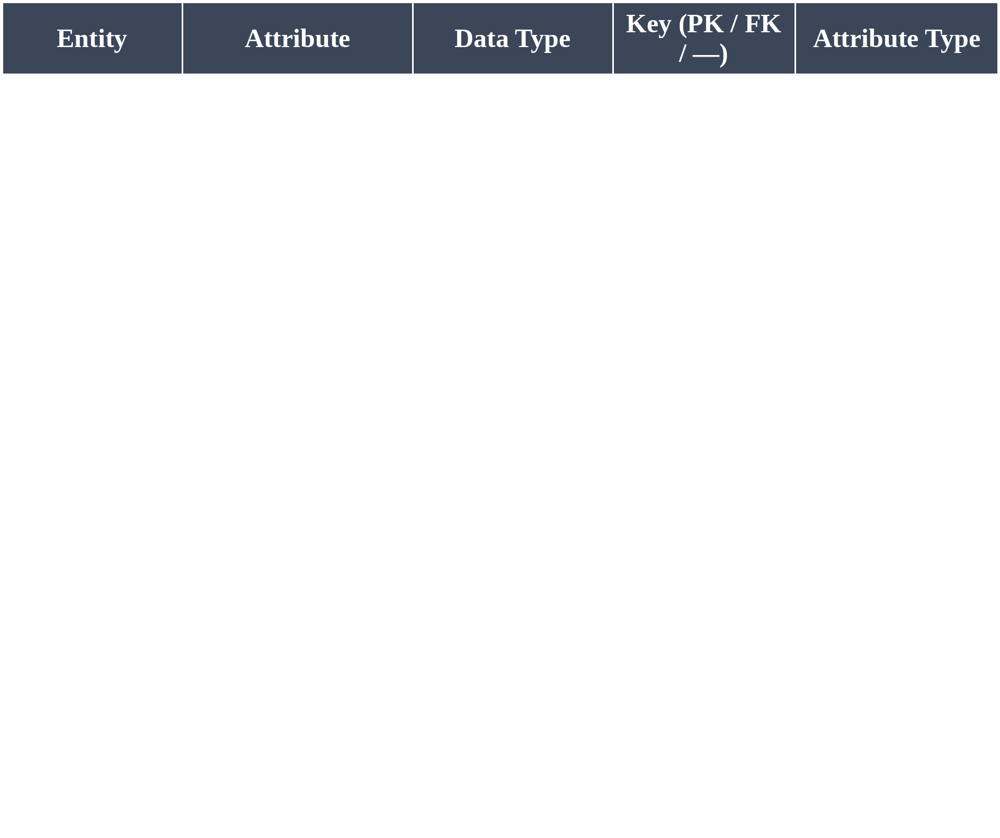 Entity
Attribute
Data Type
Key (PK / FK
/ —)
Attribute Type